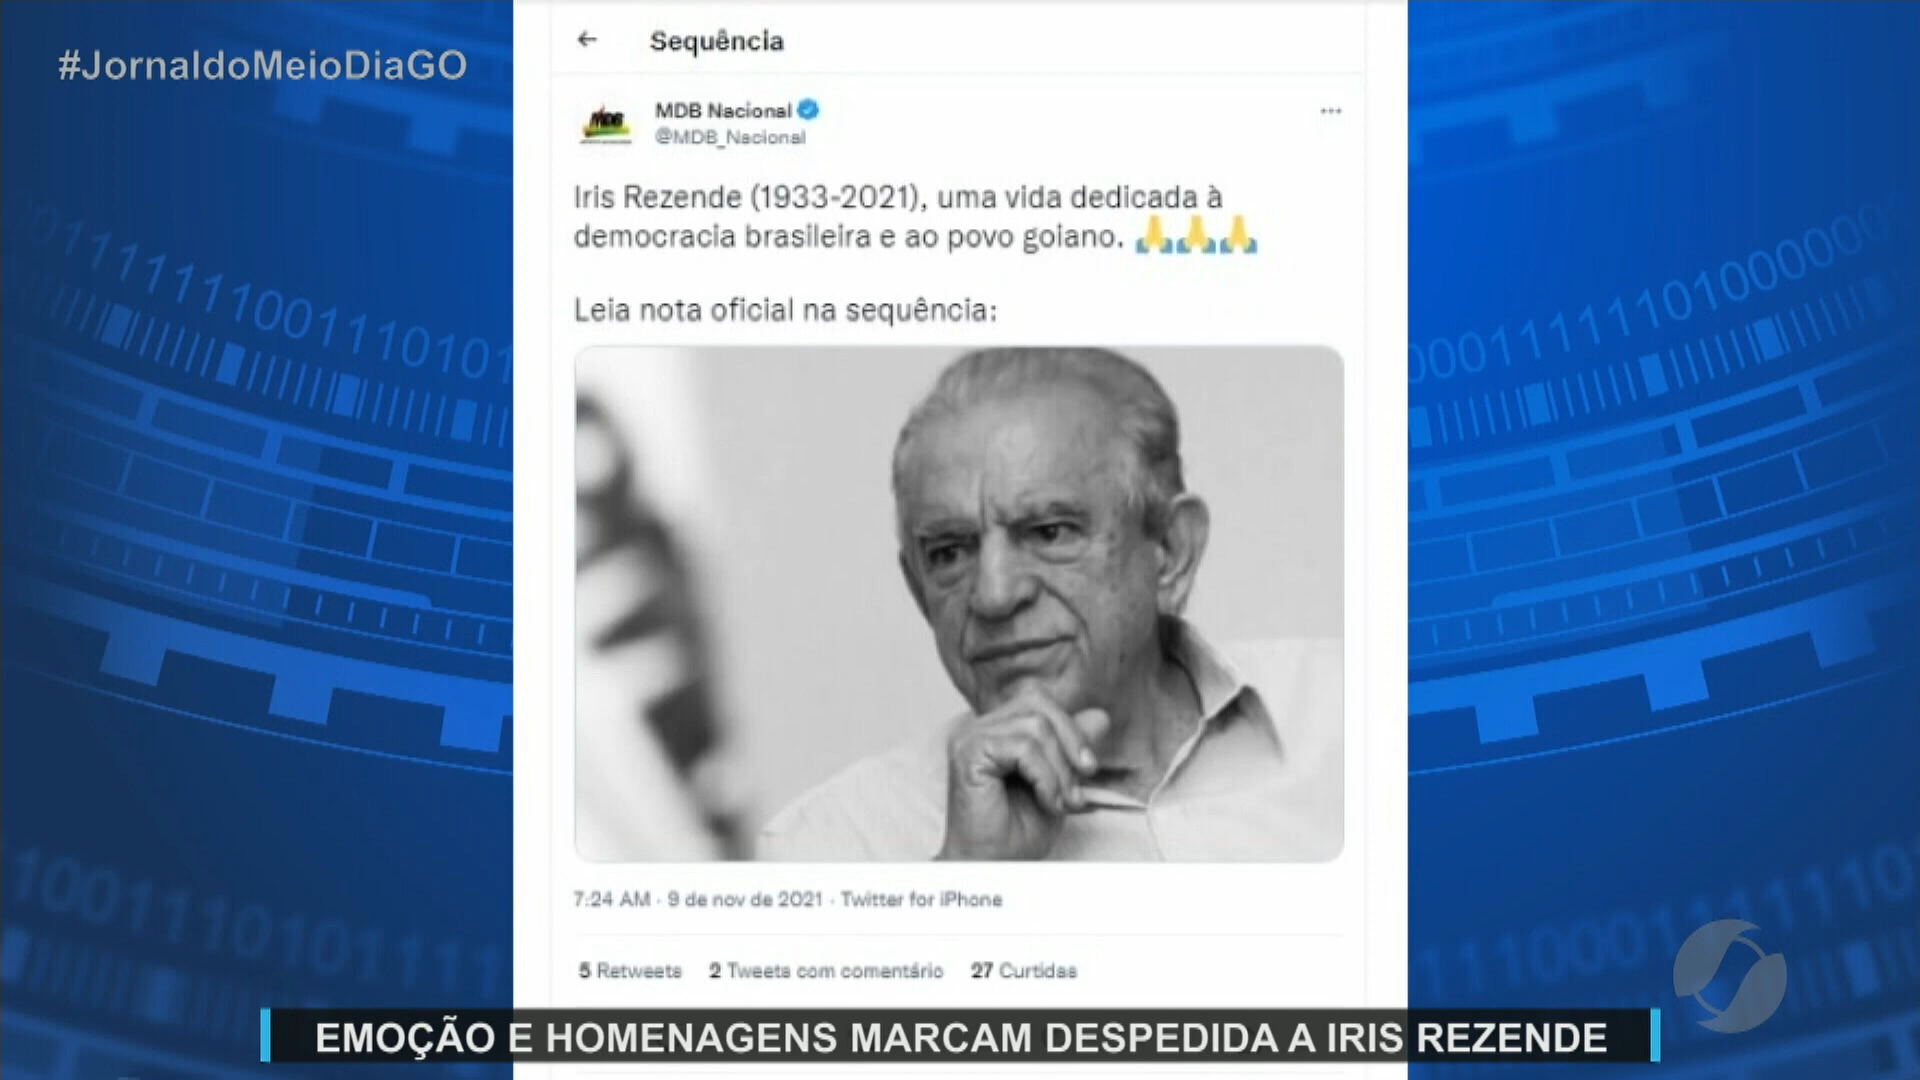 #JornaldoMeioDiaGO
← Sequência
MDB
MDB Nacional
@MDB_Nacional
Iris Rezende (1933-2021), uma vida dedicada à
democracia brasileira e ao povo goiano. 🙏🙏🙏
Leia nota oficial na sequência:
7:24 AM · 9 de nov de 2021 · Twitter for iPhone
5 Retweets 2 Tweets com comentário 27 Curtidas
EMOÇÃO E HOMENAGENS MARCAM DESPEDIDA A IRIS REZENDE